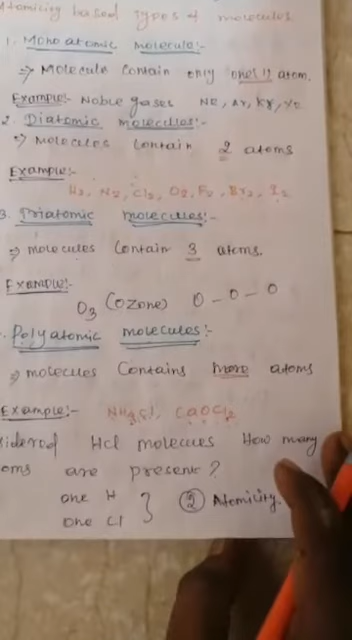 Atomicity based Types of molecules
1. Mono atomic molecule:-
⇒ Molecule contain only one(1) atom.
Example:- Noble gases Ne, Ar, Kr, Xe
2. Diatomic molecules:-
⇒ Molecules contain 2 atoms
Example:-
H2, N2, Cl2, O2, F2, Br2, I2
3. Triatomic molecules:-
⇒ molecules contain 3 atoms.
Example:-
O3 (Ozone) O - O - O
Polyatomic molecules:-
⇒ molecules contains more atoms
Example:- CaOCl2
sidered HCl molecules How many
oms are present?
one H
one Cl } ② Atomicity.